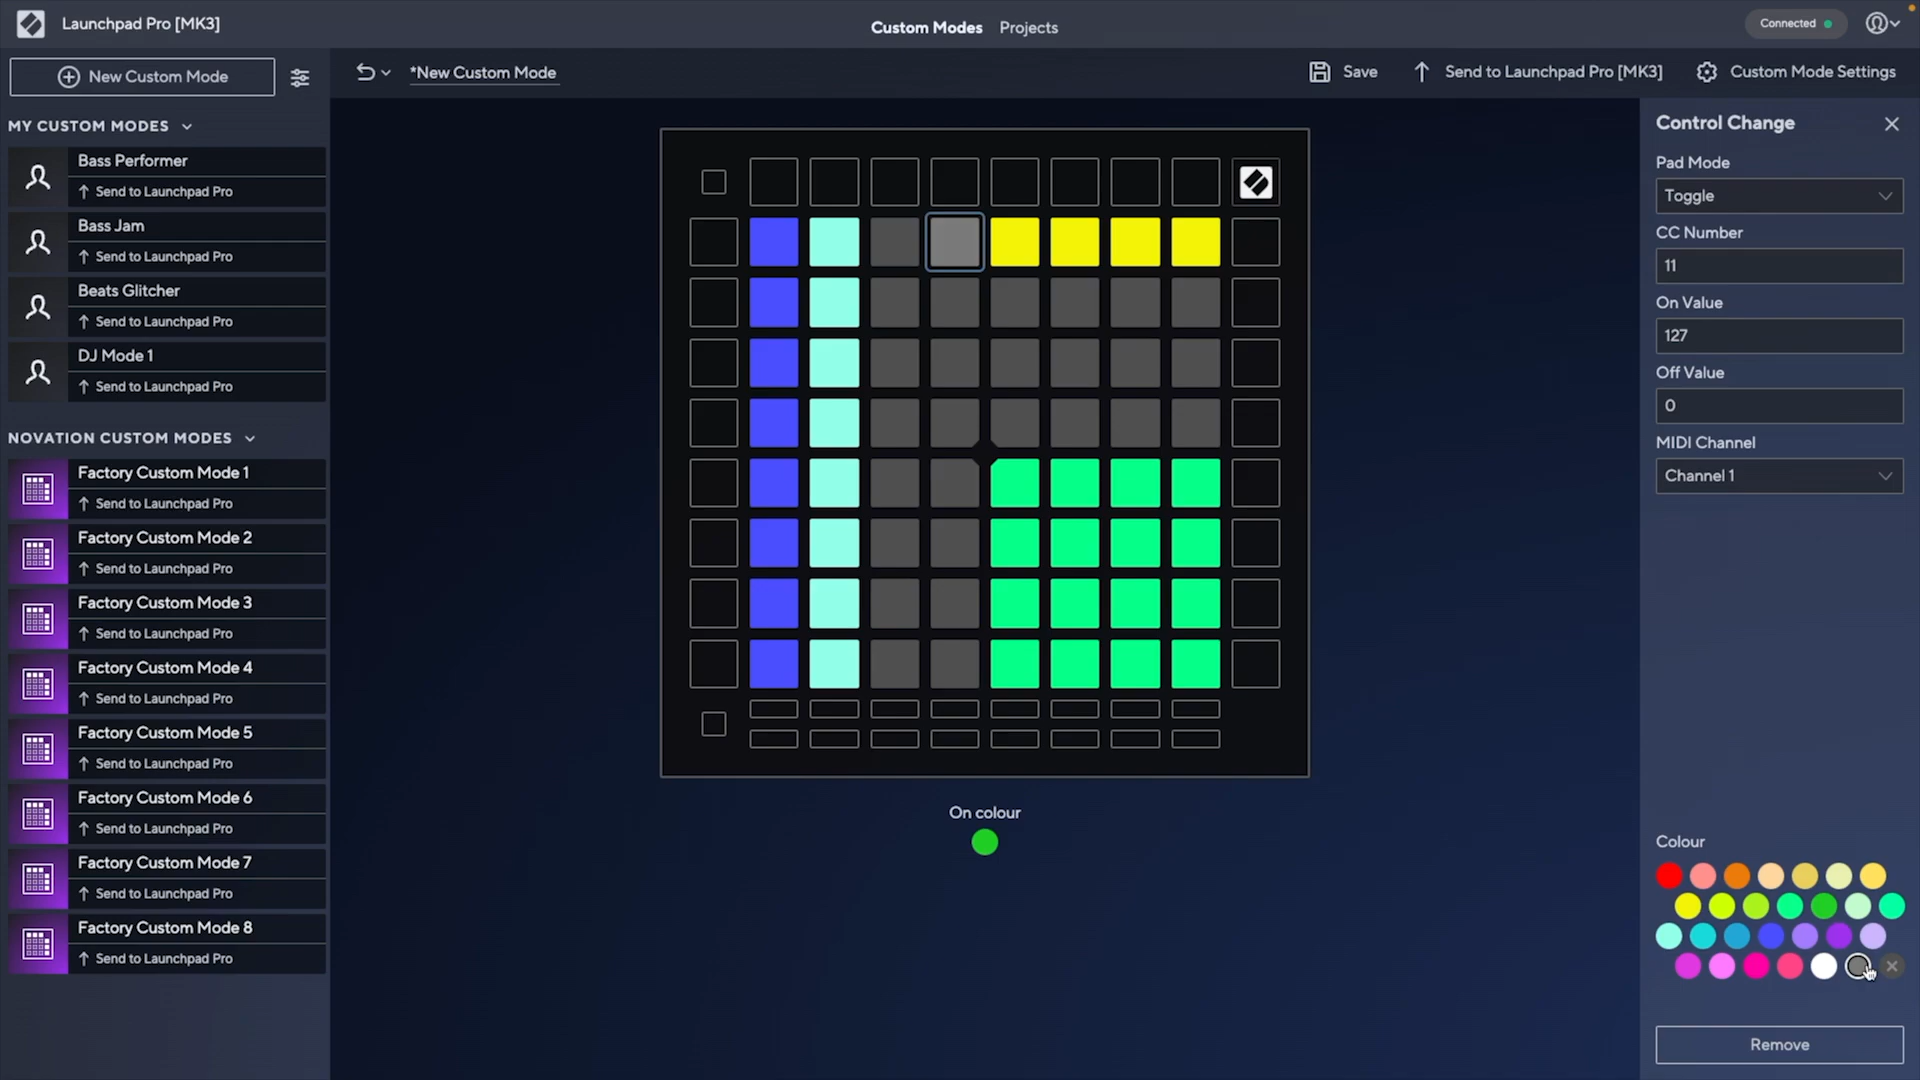 Launchpad Pro [MK3]
Custom Modes
Projects
Connected
New Custom Mode
*New Custom Mode
Save
Send to Launchpad Pro [MK3]
Custom Mode Settings
MY CUSTOM MODES
Bass Performer
Send to Launchpad Pro
Bass Jam
Send to Launchpad Pro
Beats Glitcher
Send to Launchpad Pro
DJ Mode 1
Send to Launchpad Pro
NOVATION CUSTOM MODES
Factory Custom Mode 1
Send to Launchpad Pro
Factory Custom Mode 2
Send to Launchpad Pro
Factory Custom Mode 3
Send to Launchpad Pro
Factory Custom Mode 4
Send to Launchpad Pro
Factory Custom Mode 5
Send to Launchpad Pro
Factory Custom Mode 6
Send to Launchpad Pro
Factory Custom Mode 7
Send to Launchpad Pro
Factory Custom Mode 8
Send to Launchpad Pro
On colour
Control Change
Pad Mode
Toggle
CC Number
11
On Value
127
Off Value
0
MIDI Channel
Channel 1
Colour
Remove